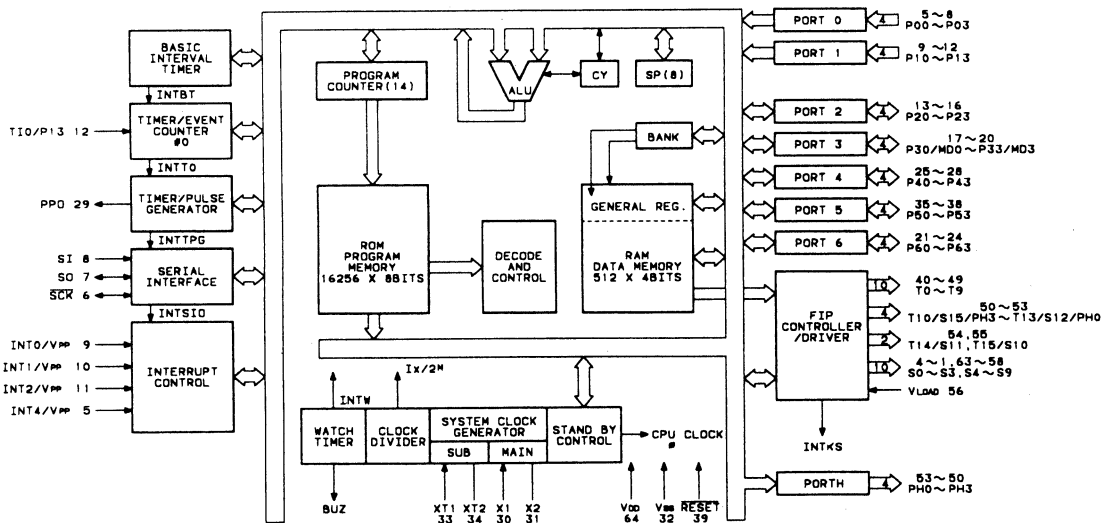 BASIC
INTERVAL
TIMER
INTBT
TI0/P13 12
TIMER/EVENT
COUNTER
#0
INTT0
PPO 29
TIMER/PULSE
GENERATOR
INTTPG
SI 8
SO 7
SCK 6
SERIAL
INTERFACE
INTSIO
INT0/VPP 9
INT1/VPP 10
INT2/VPP 11
INT4/VPP 5
INTERRUPT
CONTROL
PROGRAM
COUNTER(14)
ALU
CY
SP(8)
BANK
ROM
PROGRAM
MEMORY
16256 X 8BITS
DECODE
AND
CONTROL
GENERAL REG.
RAM
DATA MEMORY
512 X 4BITS
INTW
fX/2ᴹ
WATCH
TIMER
CLOCK
DIVIDER
SYSTEM CLOCK
GENERATOR
SUB
MAIN
STAND BY
CONTROL
CPU CLOCK
Φ
BUZ
XT1
33
XT2
34
X1
30
X2
31
VDD
64
VSS
32
RESET
39
PORT 0
4
5~8
P00~P03
PORT 1
4
9~12
P10~P13
PORT 2
4
13~16
P20~P23
PORT 3
4
17~20
P30/MD0~P33/MD3
PORT 4
4
25~28
P40~P43
PORT 5
4
35~38
P50~P53
PORT 6
4
21~24
P60~P63
FIP
CONTROLLER
/DRIVER
10
40~49
T0~T9
4
50~53
T10/S15/PH3~T13/S12/PH0
2
54,55
T14/S11,T15/S10
10
4~1,63~58
S0~S3,S4~S9
VLOAD 56
INTKS
PORTH
4
53~50
PH0~PH3